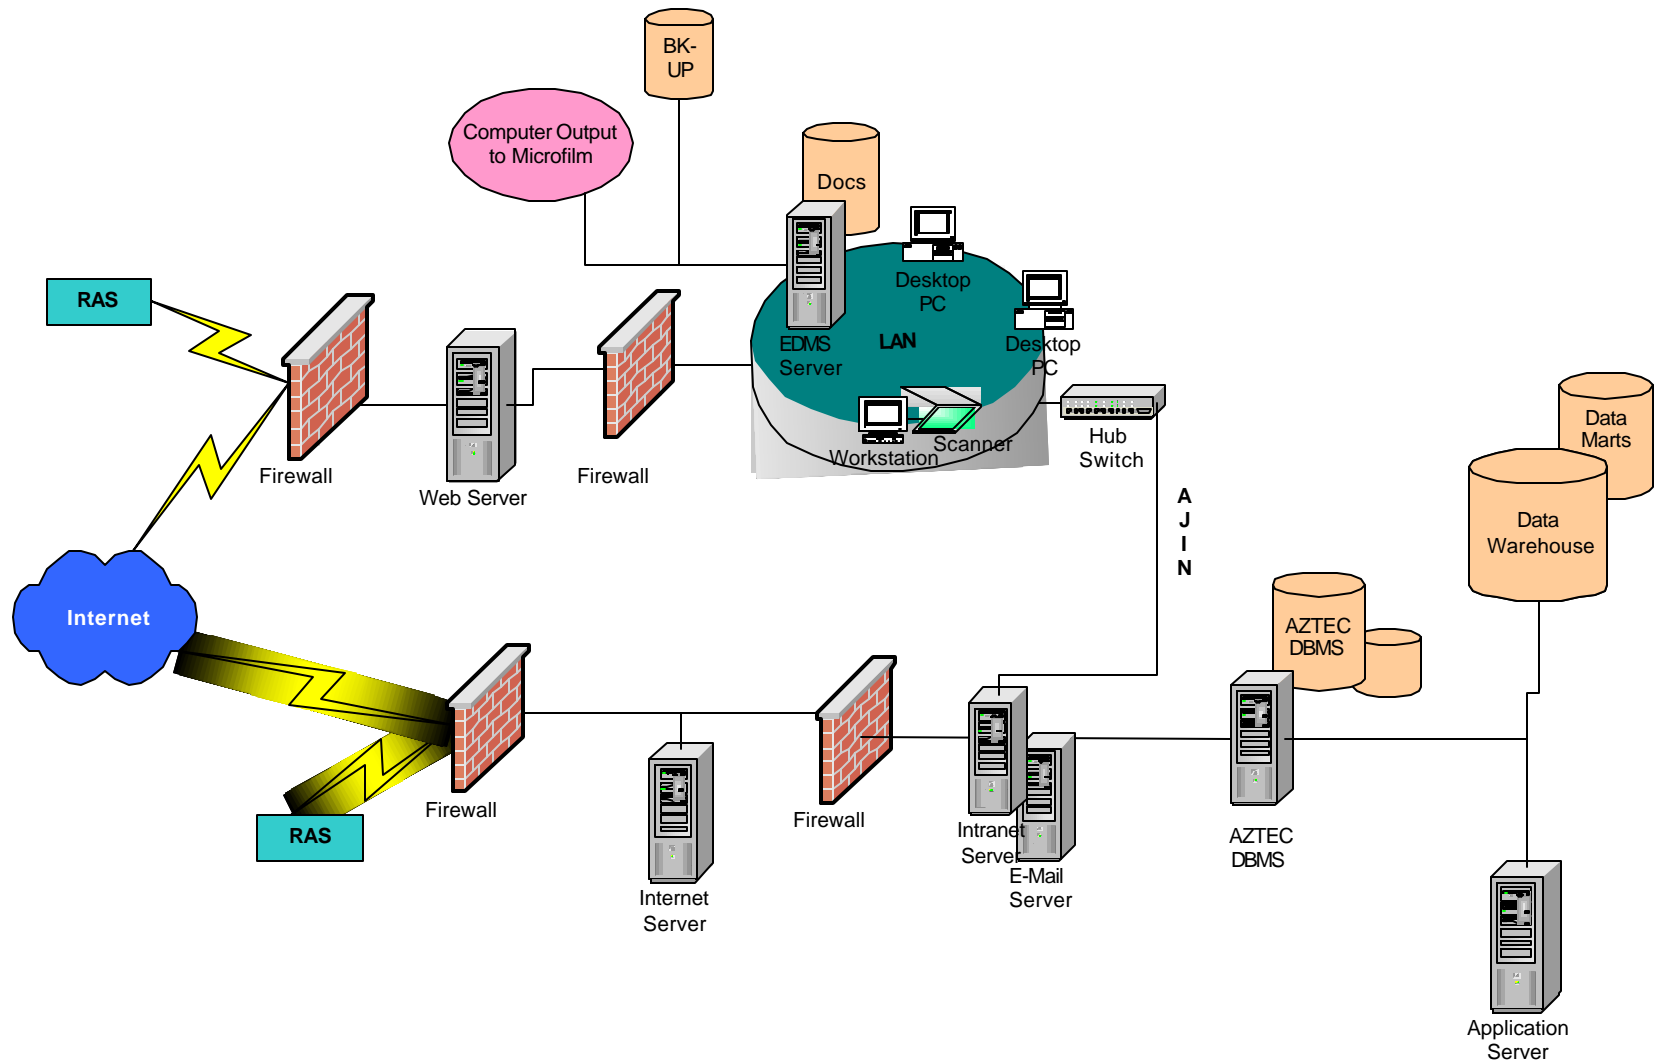 BK-
UP
Computer Output
to Microfilm
Docs
RAS
Desktop
PC
EDMS
Server
LAN
Desktop
PC
Firewall
Web Server
Firewall
Workstation
Scanner
Hub
Switch
Data
Marts
Data
Warehouse
A
J
I
N
Internet
AZTEC
DBMS
RAS
Firewall
Internet
Server
Firewall
Intranet
Server
E-Mail
Server
AZTEC
DBMS
Application
Server